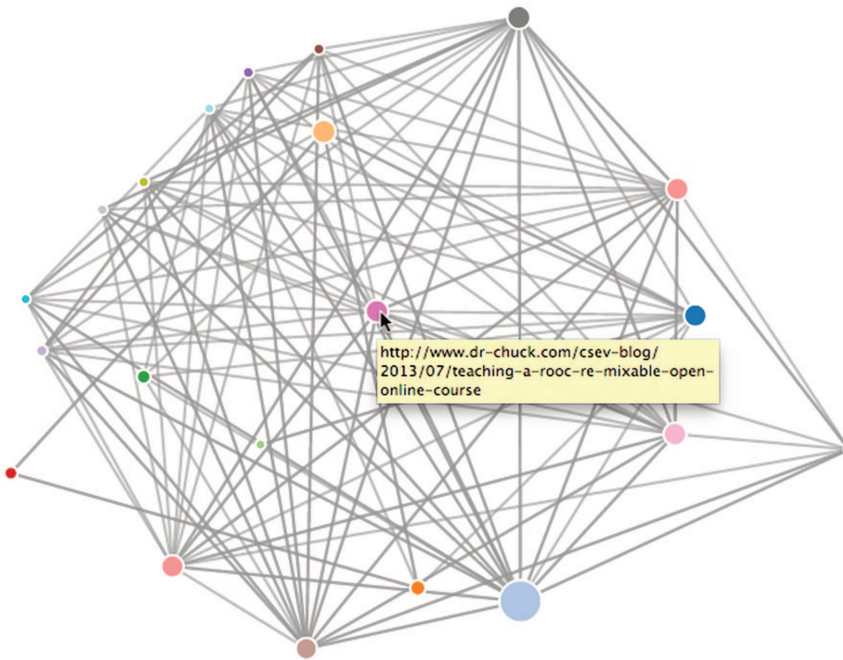 http://www.dr-chuck.com/csev-blog/
2013/07/teaching-a-rooc-re-mixable-open-
online-course